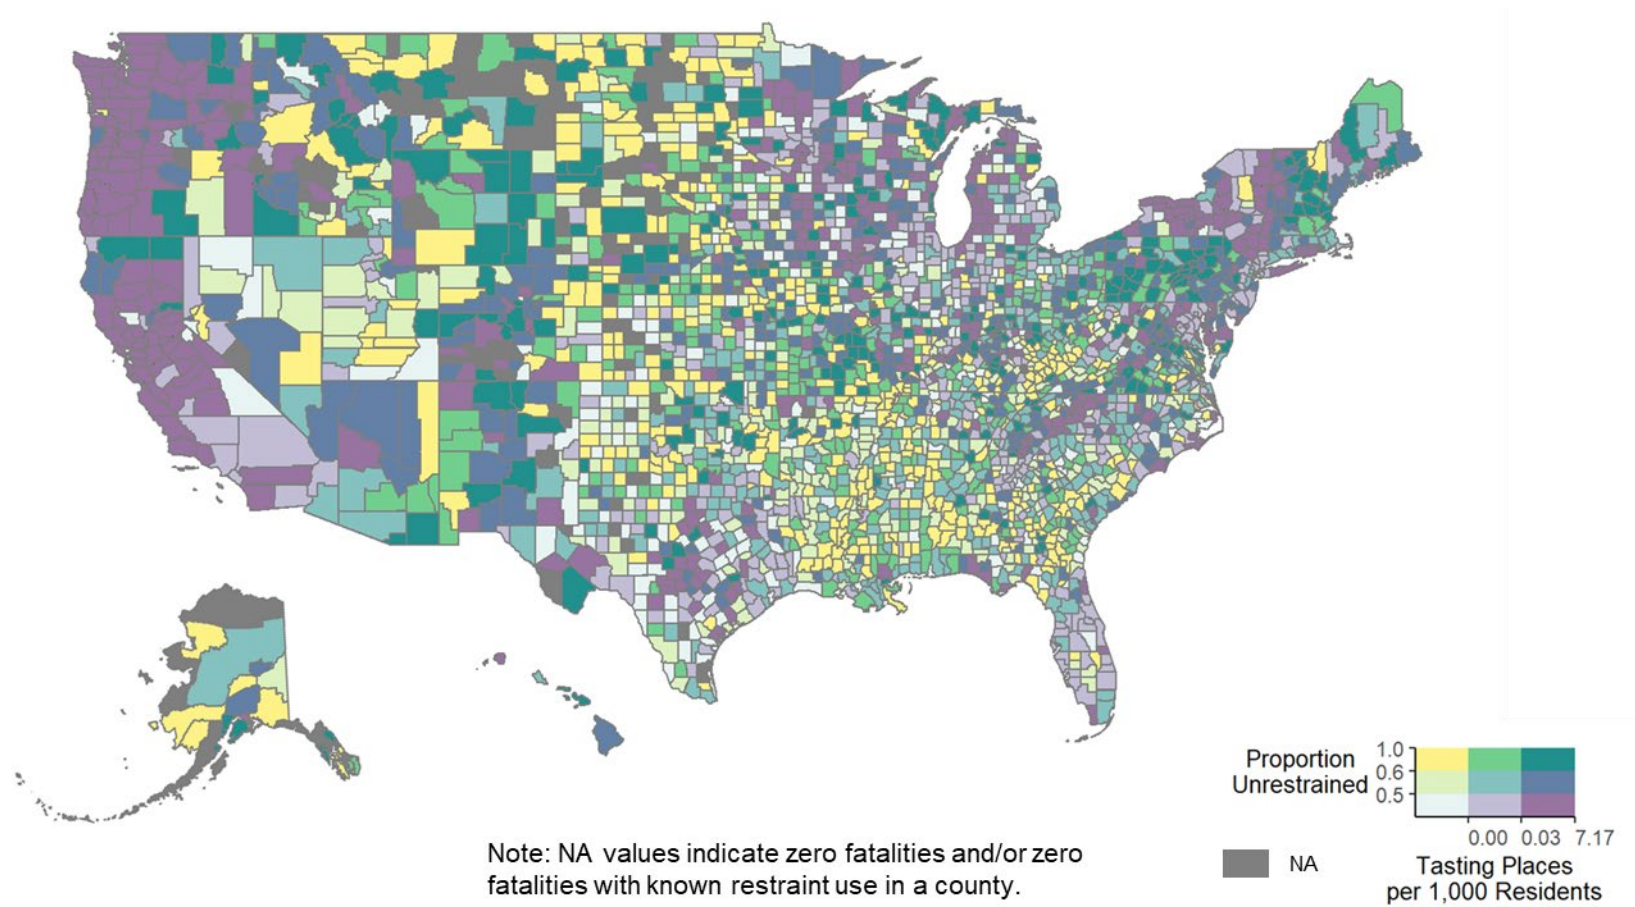 Proportion
Unrestrained
1.0
0.6
0.5
0.00 0.03 7.17
Tasting Places
per 1,000 Residents
NA
Note: NA values indicate zero fatalities and/or zero
fatalities with known restraint use in a county.